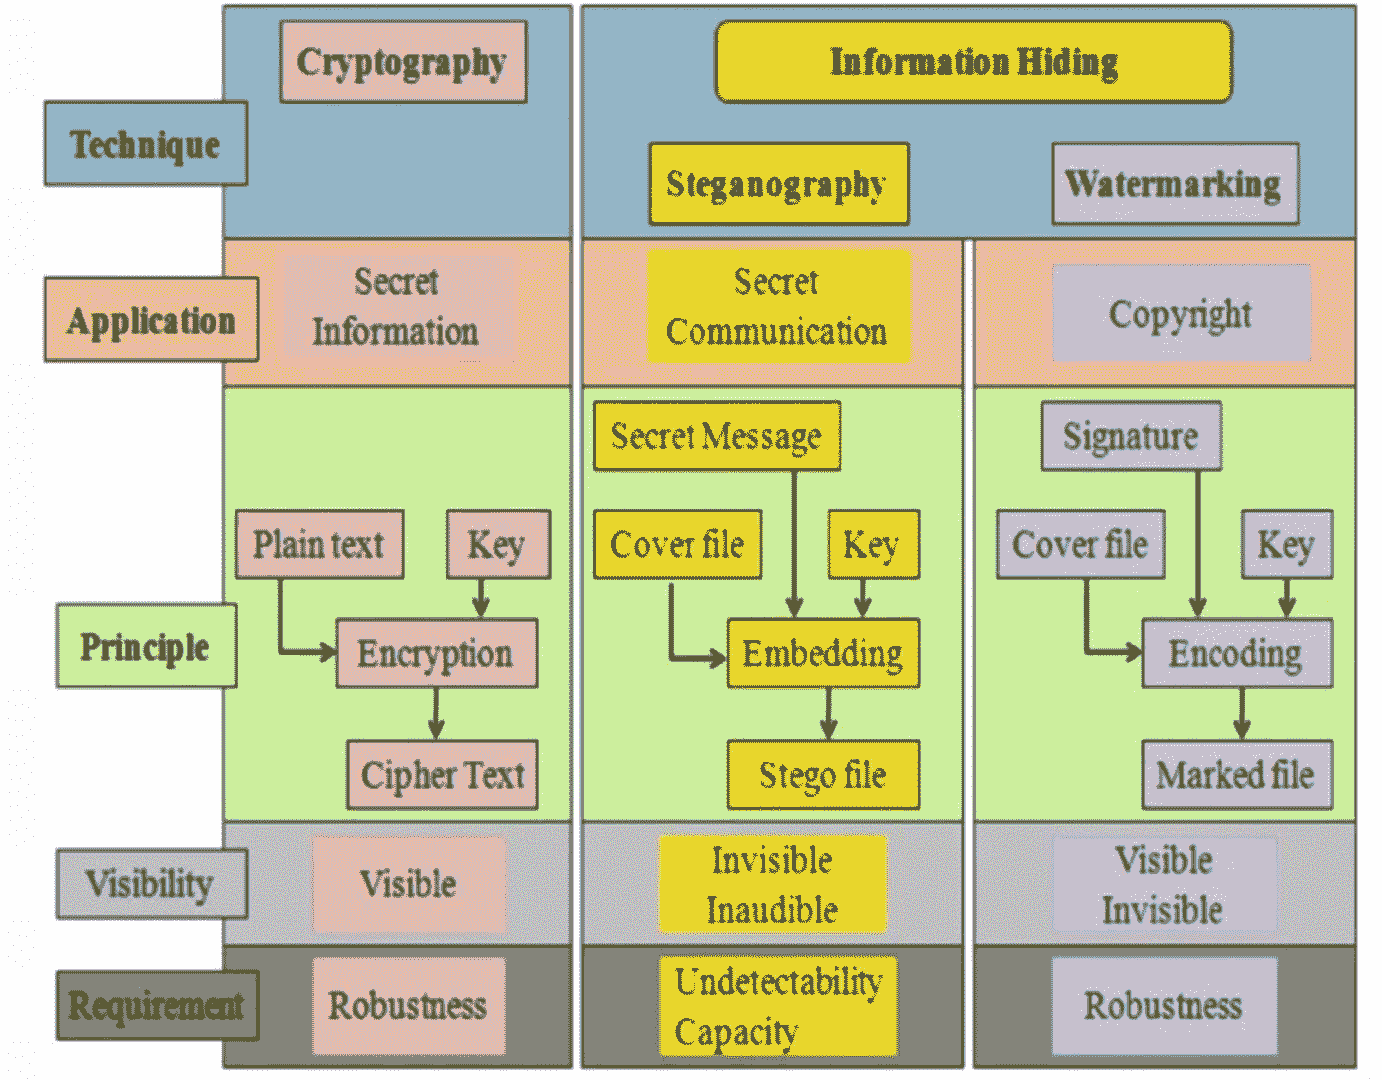 Cryptography
Information Hiding
Technique
Steganography
Watermarking
Application
Secret
Information
Secret
Communication
Copyright
Principle
Plain text
Key
Encryption
Cipher Text
Secret Message
Cover file
Key
Embedding
Stego file
Signature
Cover file
Key
Encoding
Marked file
Visibility
Visible
Invisible
Inaudible
Visible
Invisible
Requirement
Robustness
Undetectability
Capacity
Robustness